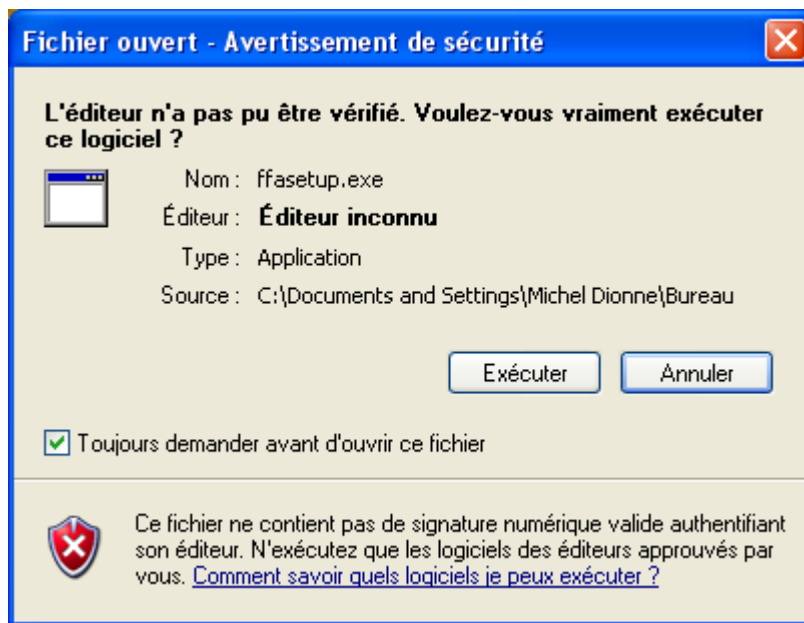 Fichier ouvert - Avertissement de sécurité
L'éditeur n'a pas pu être vérifié. Voulez-vous vraiment exécuter
ce logiciel ?
Nom : ffasetup.exe
Éditeur : Éditeur inconnu
Type : Application
Source : C:\Documents and Settings\Michel Dionne\Bureau
Exécuter Annuler
Toujours demander avant d'ouvrir ce fichier
Ce fichier ne contient pas de signature numérique valide authentifiant
son éditeur. N'exécutez que les logiciels des éditeurs approuvés par
vous. Comment savoir quels logiciels je peux exécuter ?